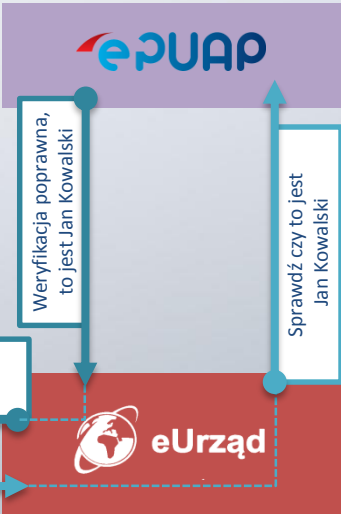 ePUAP
Weryfikacja poprawna,
to jest Jan Kowalski
Sprawdź czy to jest
Jan Kowalski
eUrząd